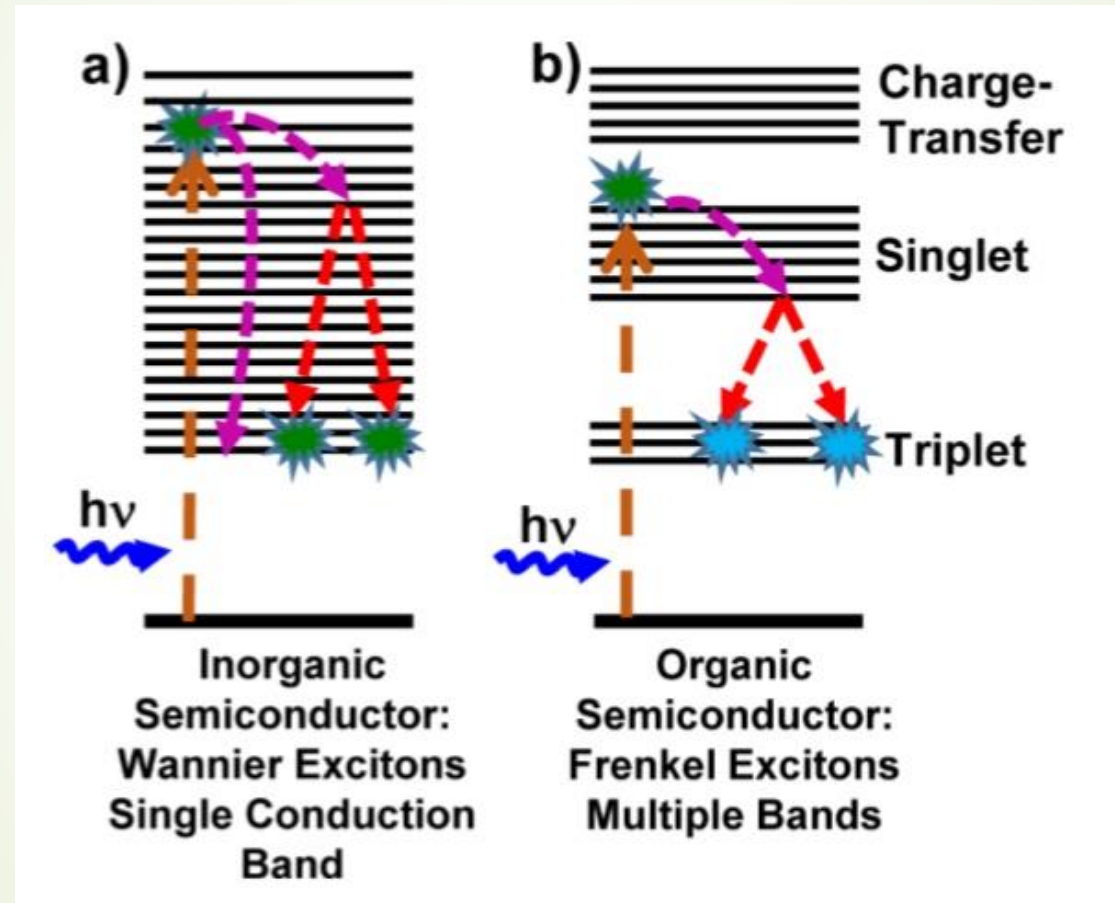 a)
hν
Inorganic
Semiconductor:
Wannier Excitons
Single Conduction
Band
b)
Charge-
Transfer
Singlet
Triplet
hν
Organic
Semiconductor:
Frenkel Excitons
Multiple Bands